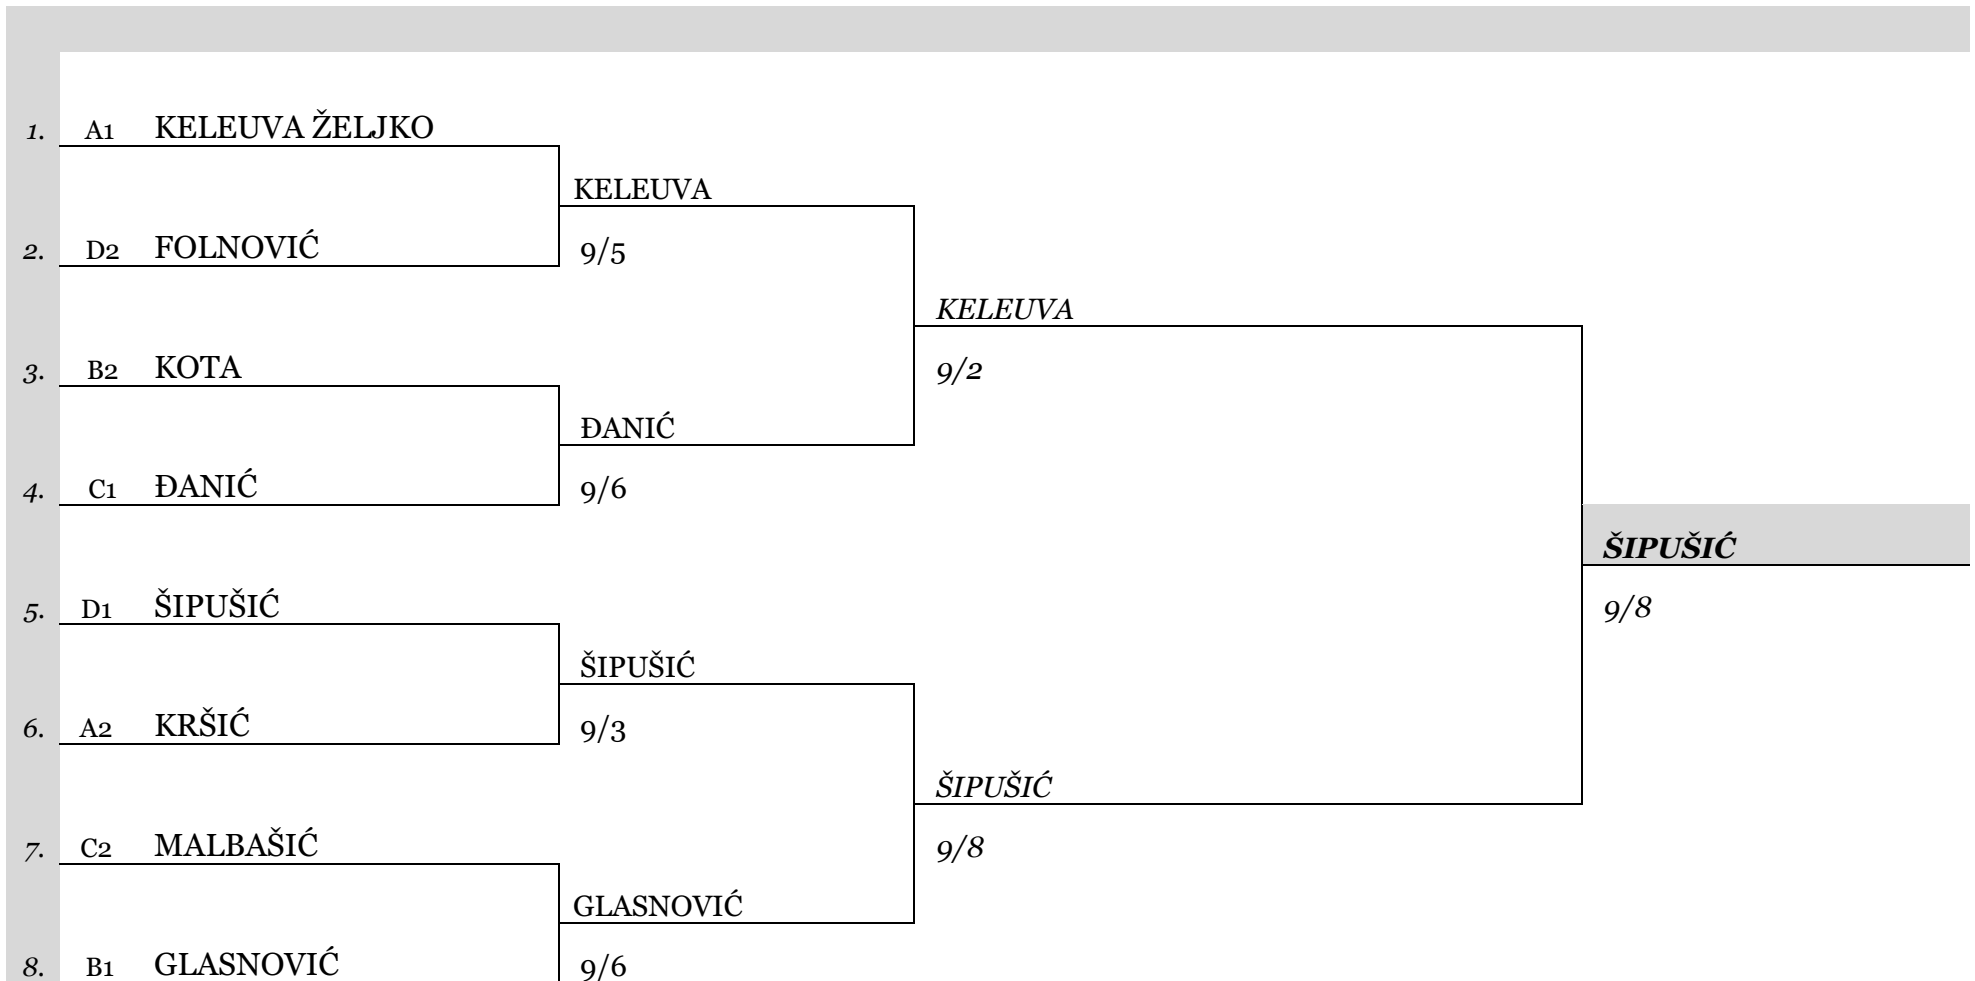 1. A1 KELEUVA ŽELJKO
KELEUVA
2. D2 FOLNOVIĆ 9/5
KELEUVA
3. B2 KOTA 9/2
ĐANIĆ
4. C1 ĐANIĆ 9/6
ŠIPUŠIĆ
5. D1 ŠIPUŠIĆ 9/8
ŠIPUŠIĆ
6. A2 KRŠIĆ 9/3
ŠIPUŠIĆ
7. C2 MALBAŠIĆ 9/8
GLASNOVIĆ
8. B1 GLASNOVIĆ 9/6